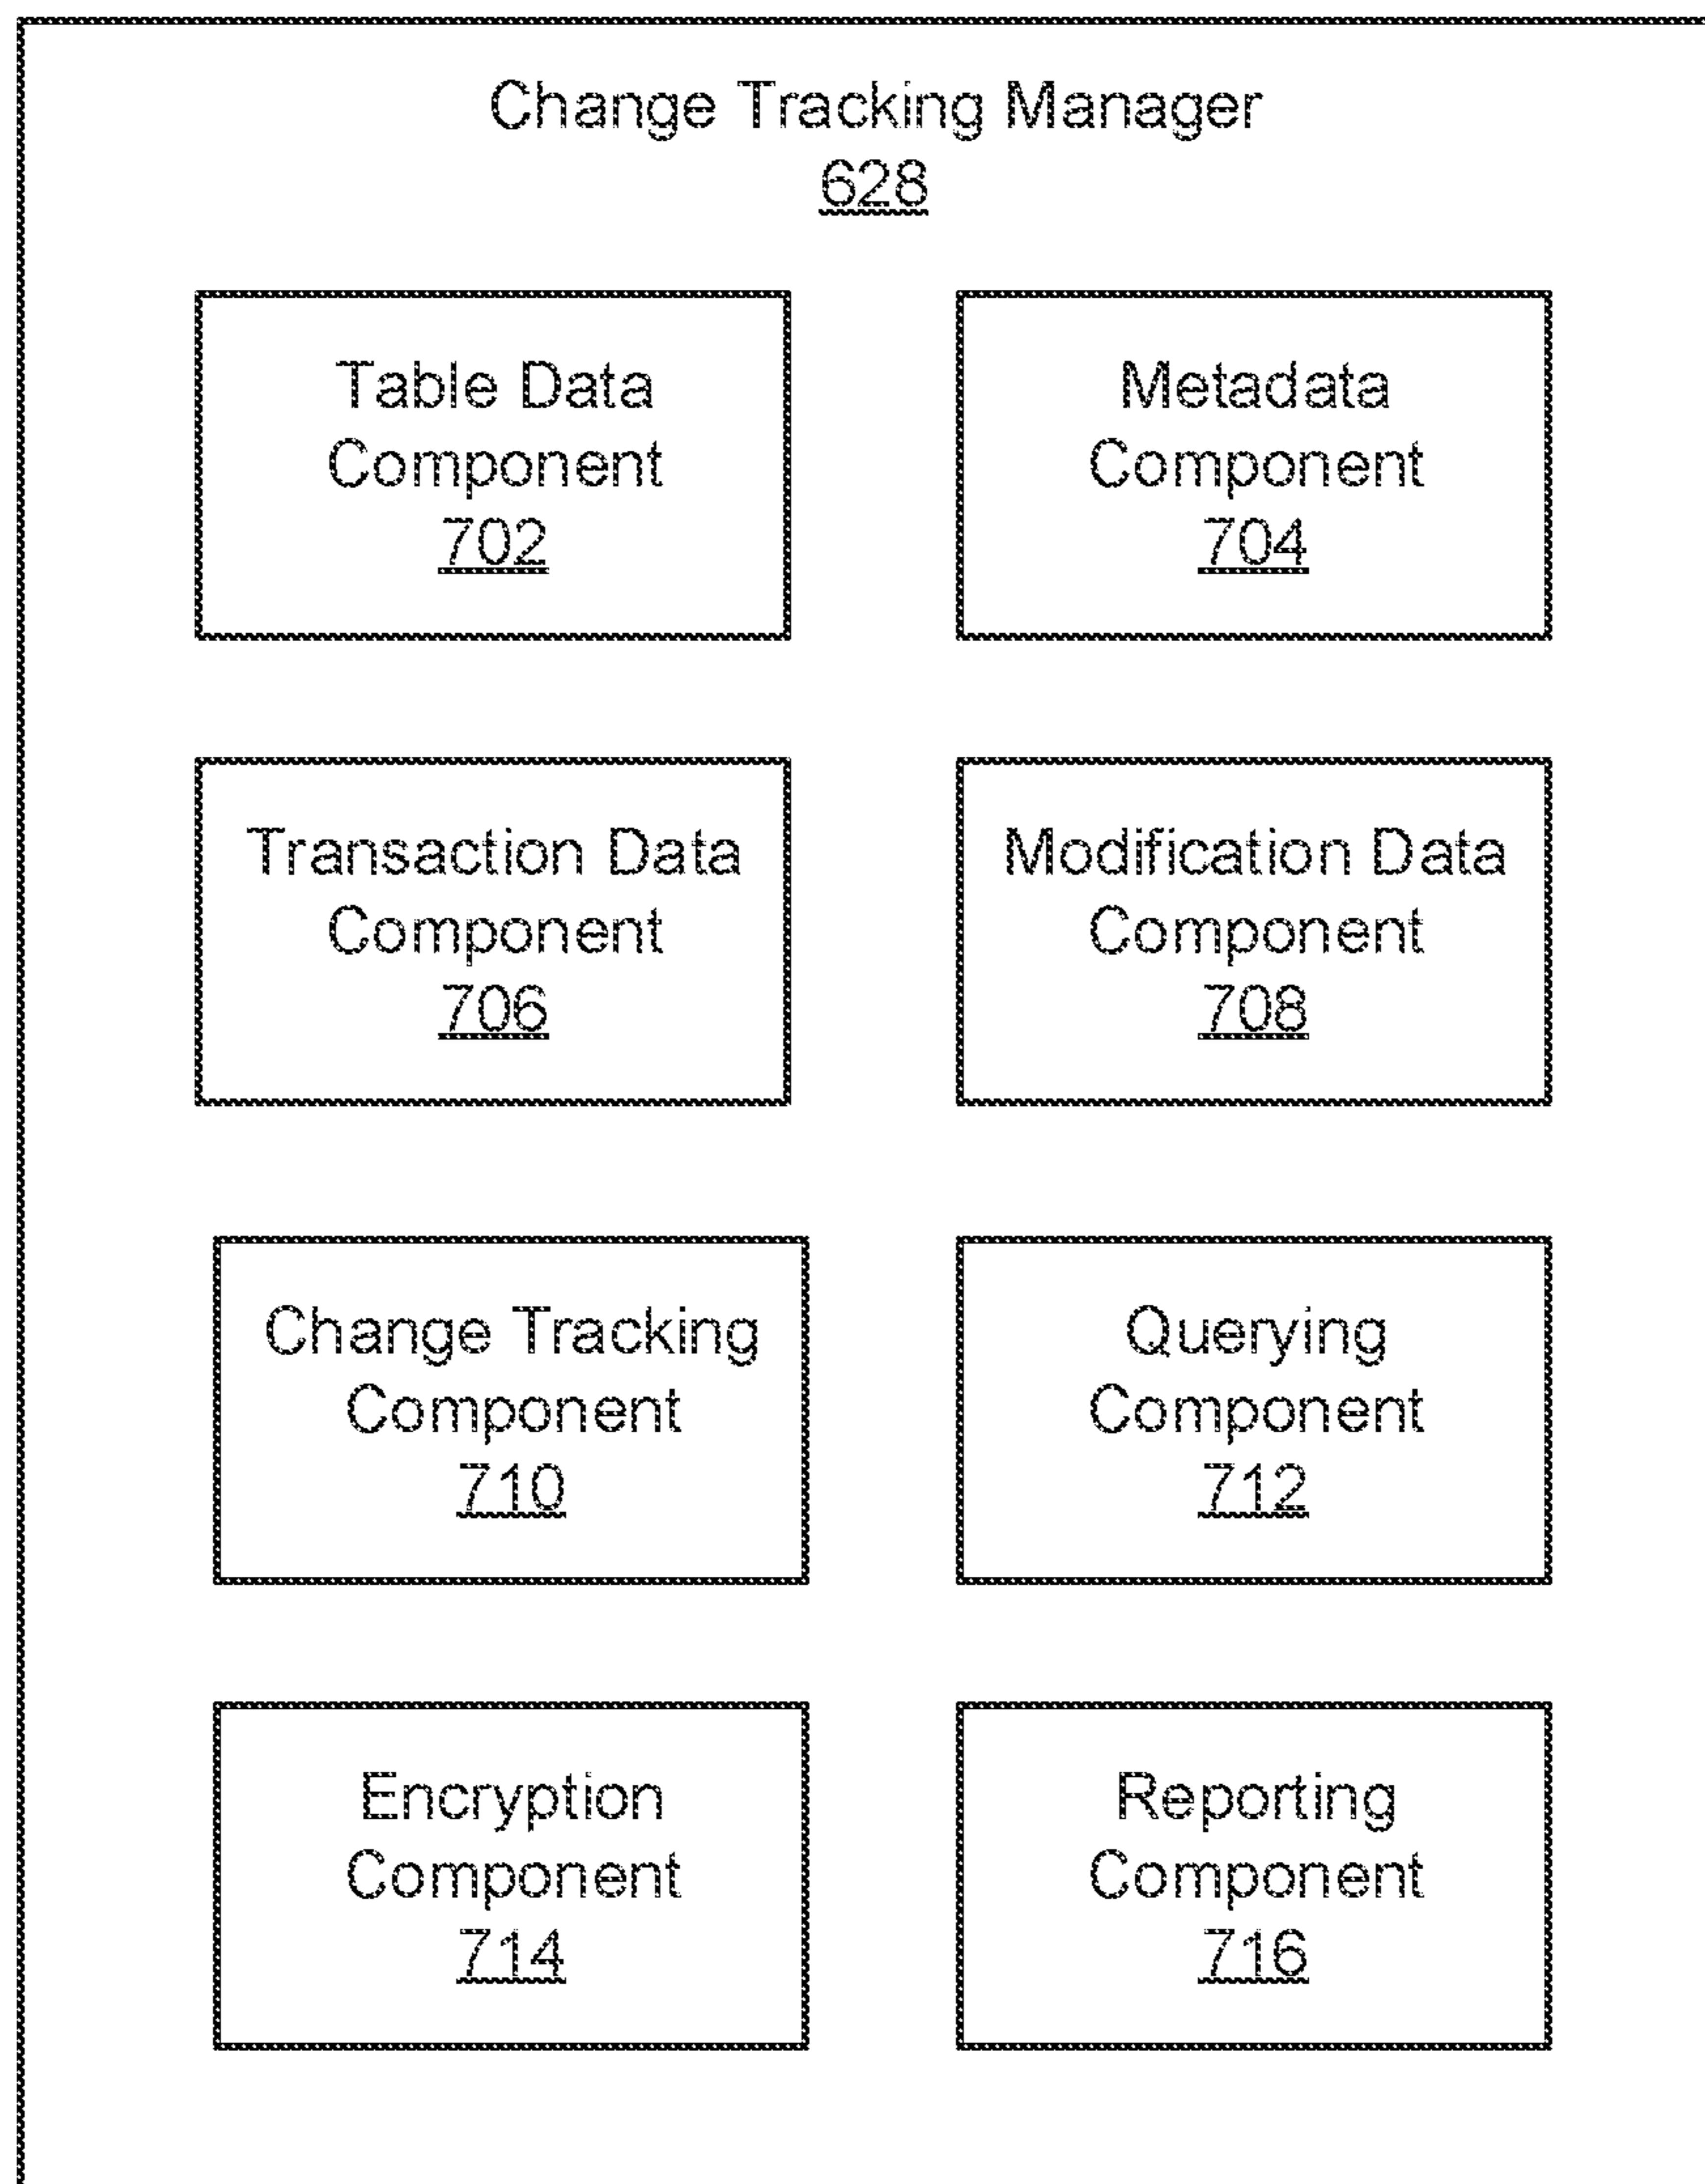 Change Tracking Manager
628
Table Data
Component
702
Metadata
Component
704
Transaction Data
Component
706
Modification Data
Component
708
Change Tracking
Component
710
Querying
Component
712
Encryption
Component
714
Reporting
Component
716